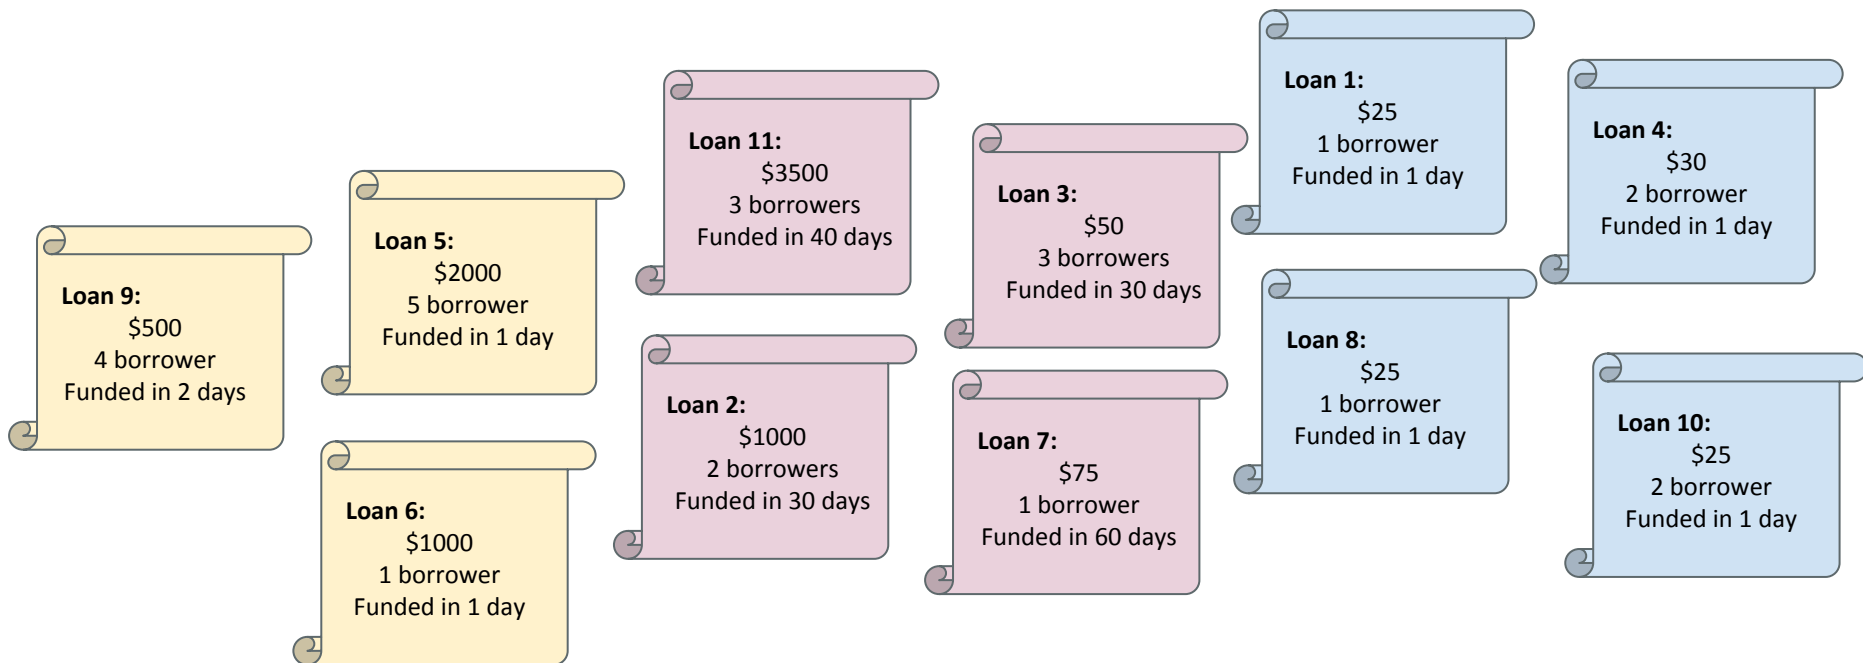 Loan 9:
$500
4 borrower
Funded in 2 days
Loan 5:
$2000
5 borrower
Funded in 1 day
Loan 6:
$1000
1 borrower
Funded in 1 day
Loan 11:
$3500
3 borrowers
Funded in 40 days
Loan 2:
$1000
2 borrowers
Funded in 30 days
Loan 3:
$50
3 borrowers
Funded in 30 days
Loan 7:
$75
1 borrower
Funded in 60 days
Loan 1:
$25
1 borrower
Funded in 1 day
Loan 8:
$25
1 borrower
Funded in 1 day
Loan 4:
$30
2 borrower
Funded in 1 day
Loan 10:
$25
2 borrower
Funded in 1 day